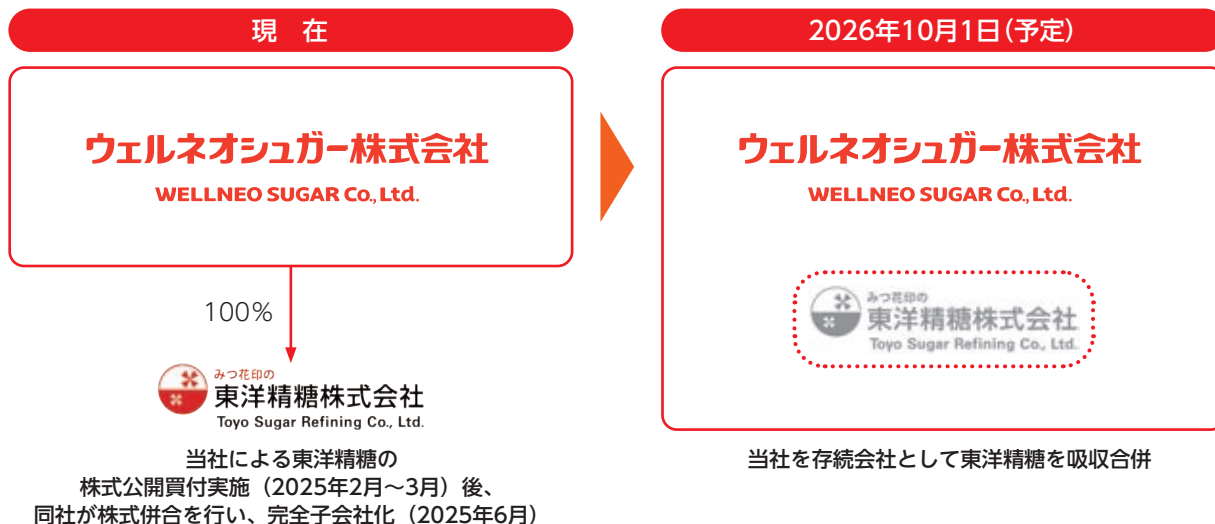 現 在
ウェルネオシュガー株式会社
WELLNEO SUGAR Co., Ltd.
100%
みつ花印の
東洋精糖株式会社
Toyo Sugar Refining Co., Ltd.
当社による東洋精糖の
株式公開買付実施（2025年2月～3月）後、
同社が株式併合を行い、完全子会社化（2025年6月）
2026年10月1日（予定）
ウェルネオシュガー株式会社
WELLNEO SUGAR Co., Ltd.
みつ花印の
東洋精糖株式会社
Toyo Sugar Refining Co., Ltd.
当社を存続会社として東洋精糖を吸収合併